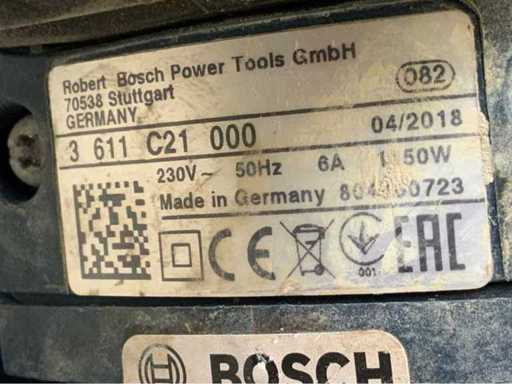 Robert Bosch Power Tools GmbH
70538 Stuttgart
GERMANY
082
3 611 C21 000
04/2018
230V~ 50Hz 6A
Made in Germany
CE
001
EAC
BOSCH